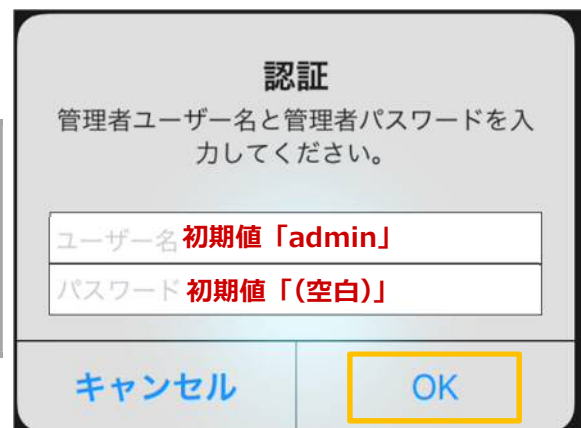 認証
管理者ユーザー名と管理者パスワードを入
力してください。
ユーザー名 初期値「admin」
パスワード 初期値「(空白)」
キャンセル
OK